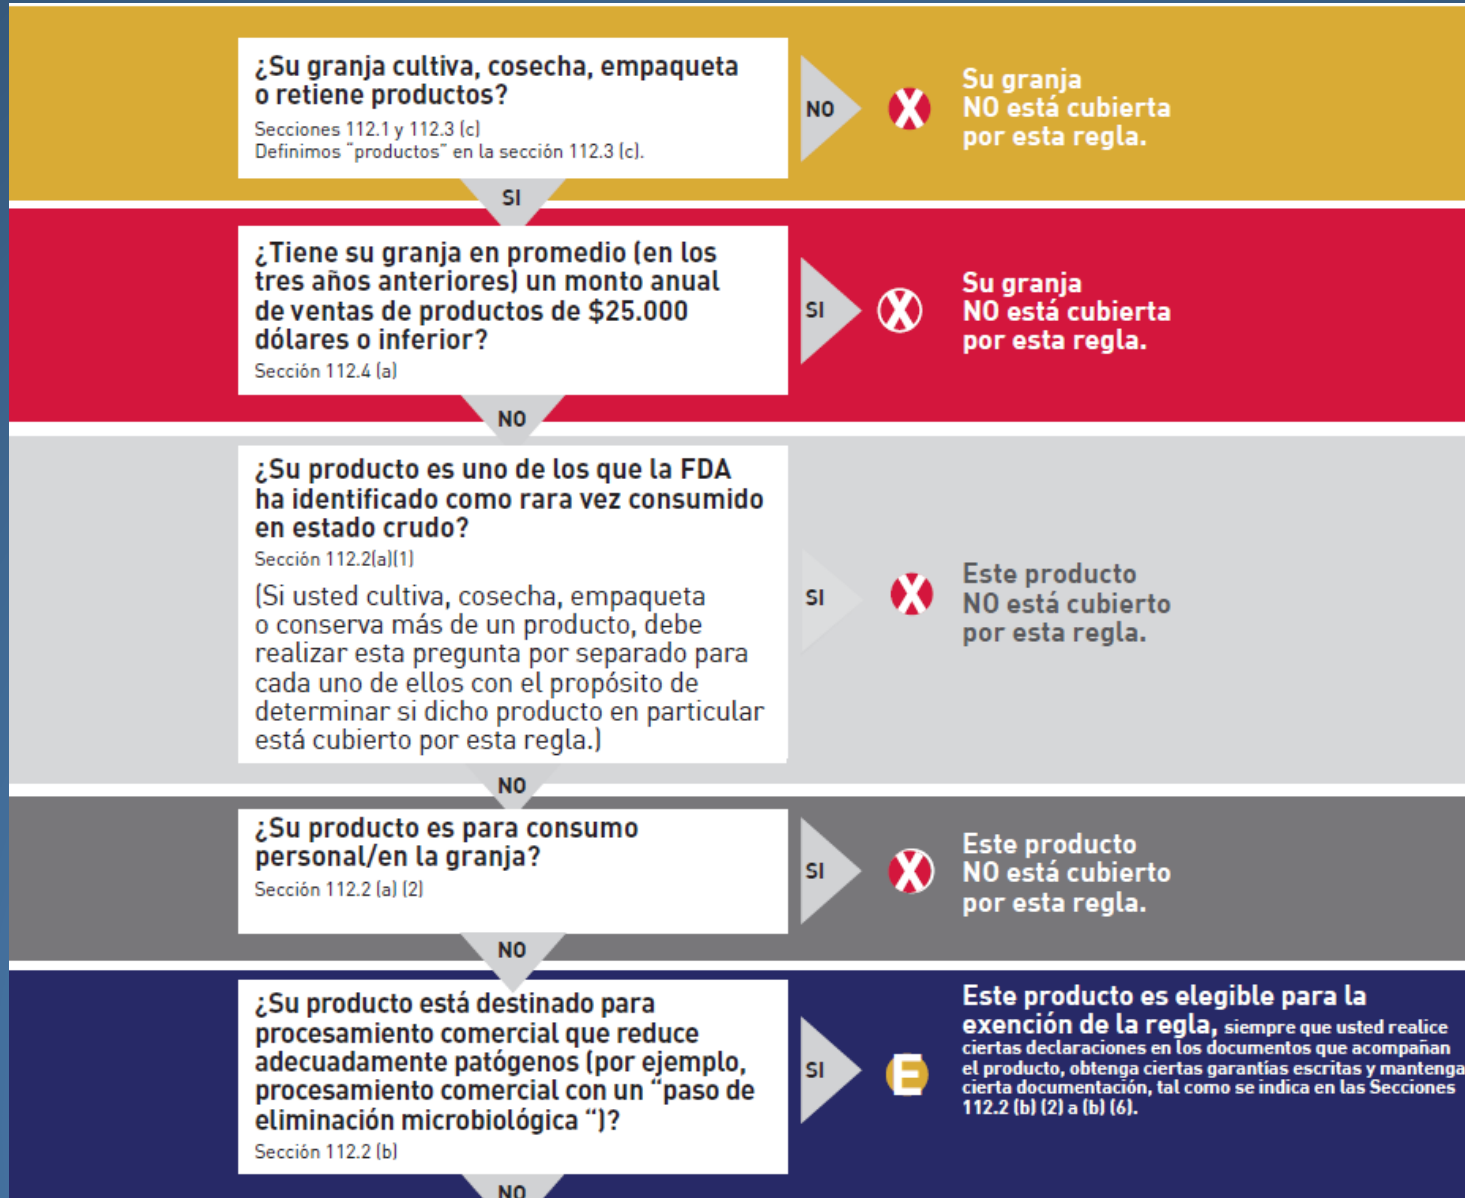 ¿Su granja cultiva, cosecha, empaqueta
o retiene productos?
Secciones 112.1 y 112.3 (c)
Definimos “productos” en la sección 112.3 (c).
NO
X
Su granja
NO está cubierta
por esta regla.
SI
¿Tiene su granja en promedio (en los
tres años anteriores) un monto anual
de ventas de productos de $25.000
dólares o inferior?
Sección 112.4 (a)
SI
X
Su granja
NO está cubierta
por esta regla.
NO
¿Su producto es uno de los que la FDA
ha identificado como rara vez consumido
en estado crudo?
Sección 112.2(a)(1)
(Si usted cultiva, cosecha, empaqueta
o conserva más de un producto, debe
realizar esta pregunta por separado para
cada uno de ellos con el propósito de
determinar si dicho producto en particular
está cubierto por esta regla.)
SI
X
Este producto
NO está cubierto
por esta regla.
NO
¿Su producto es para consumo
personal/en la granja?
Sección 112.2 (a) (2)
SI
X
Este producto
NO está cubierto
por esta regla.
NO
¿Su producto está destinado para
procesamiento comercial que reduce
adecuadamente patógenos (por ejemplo,
procesamiento comercial con un “paso de
eliminación microbiológica “)?
Sección 112.2 (b)
SI
E
Este producto es elegible para la
exención de la regla, siempre que usted realice
ciertas declaraciones en los documentos que acompañan
el producto, obtenga ciertas garantías escritas y mantenga
cierta documentación, tal como se indica en las Secciones
112.2 (b) (2) a (b) (6).
NO